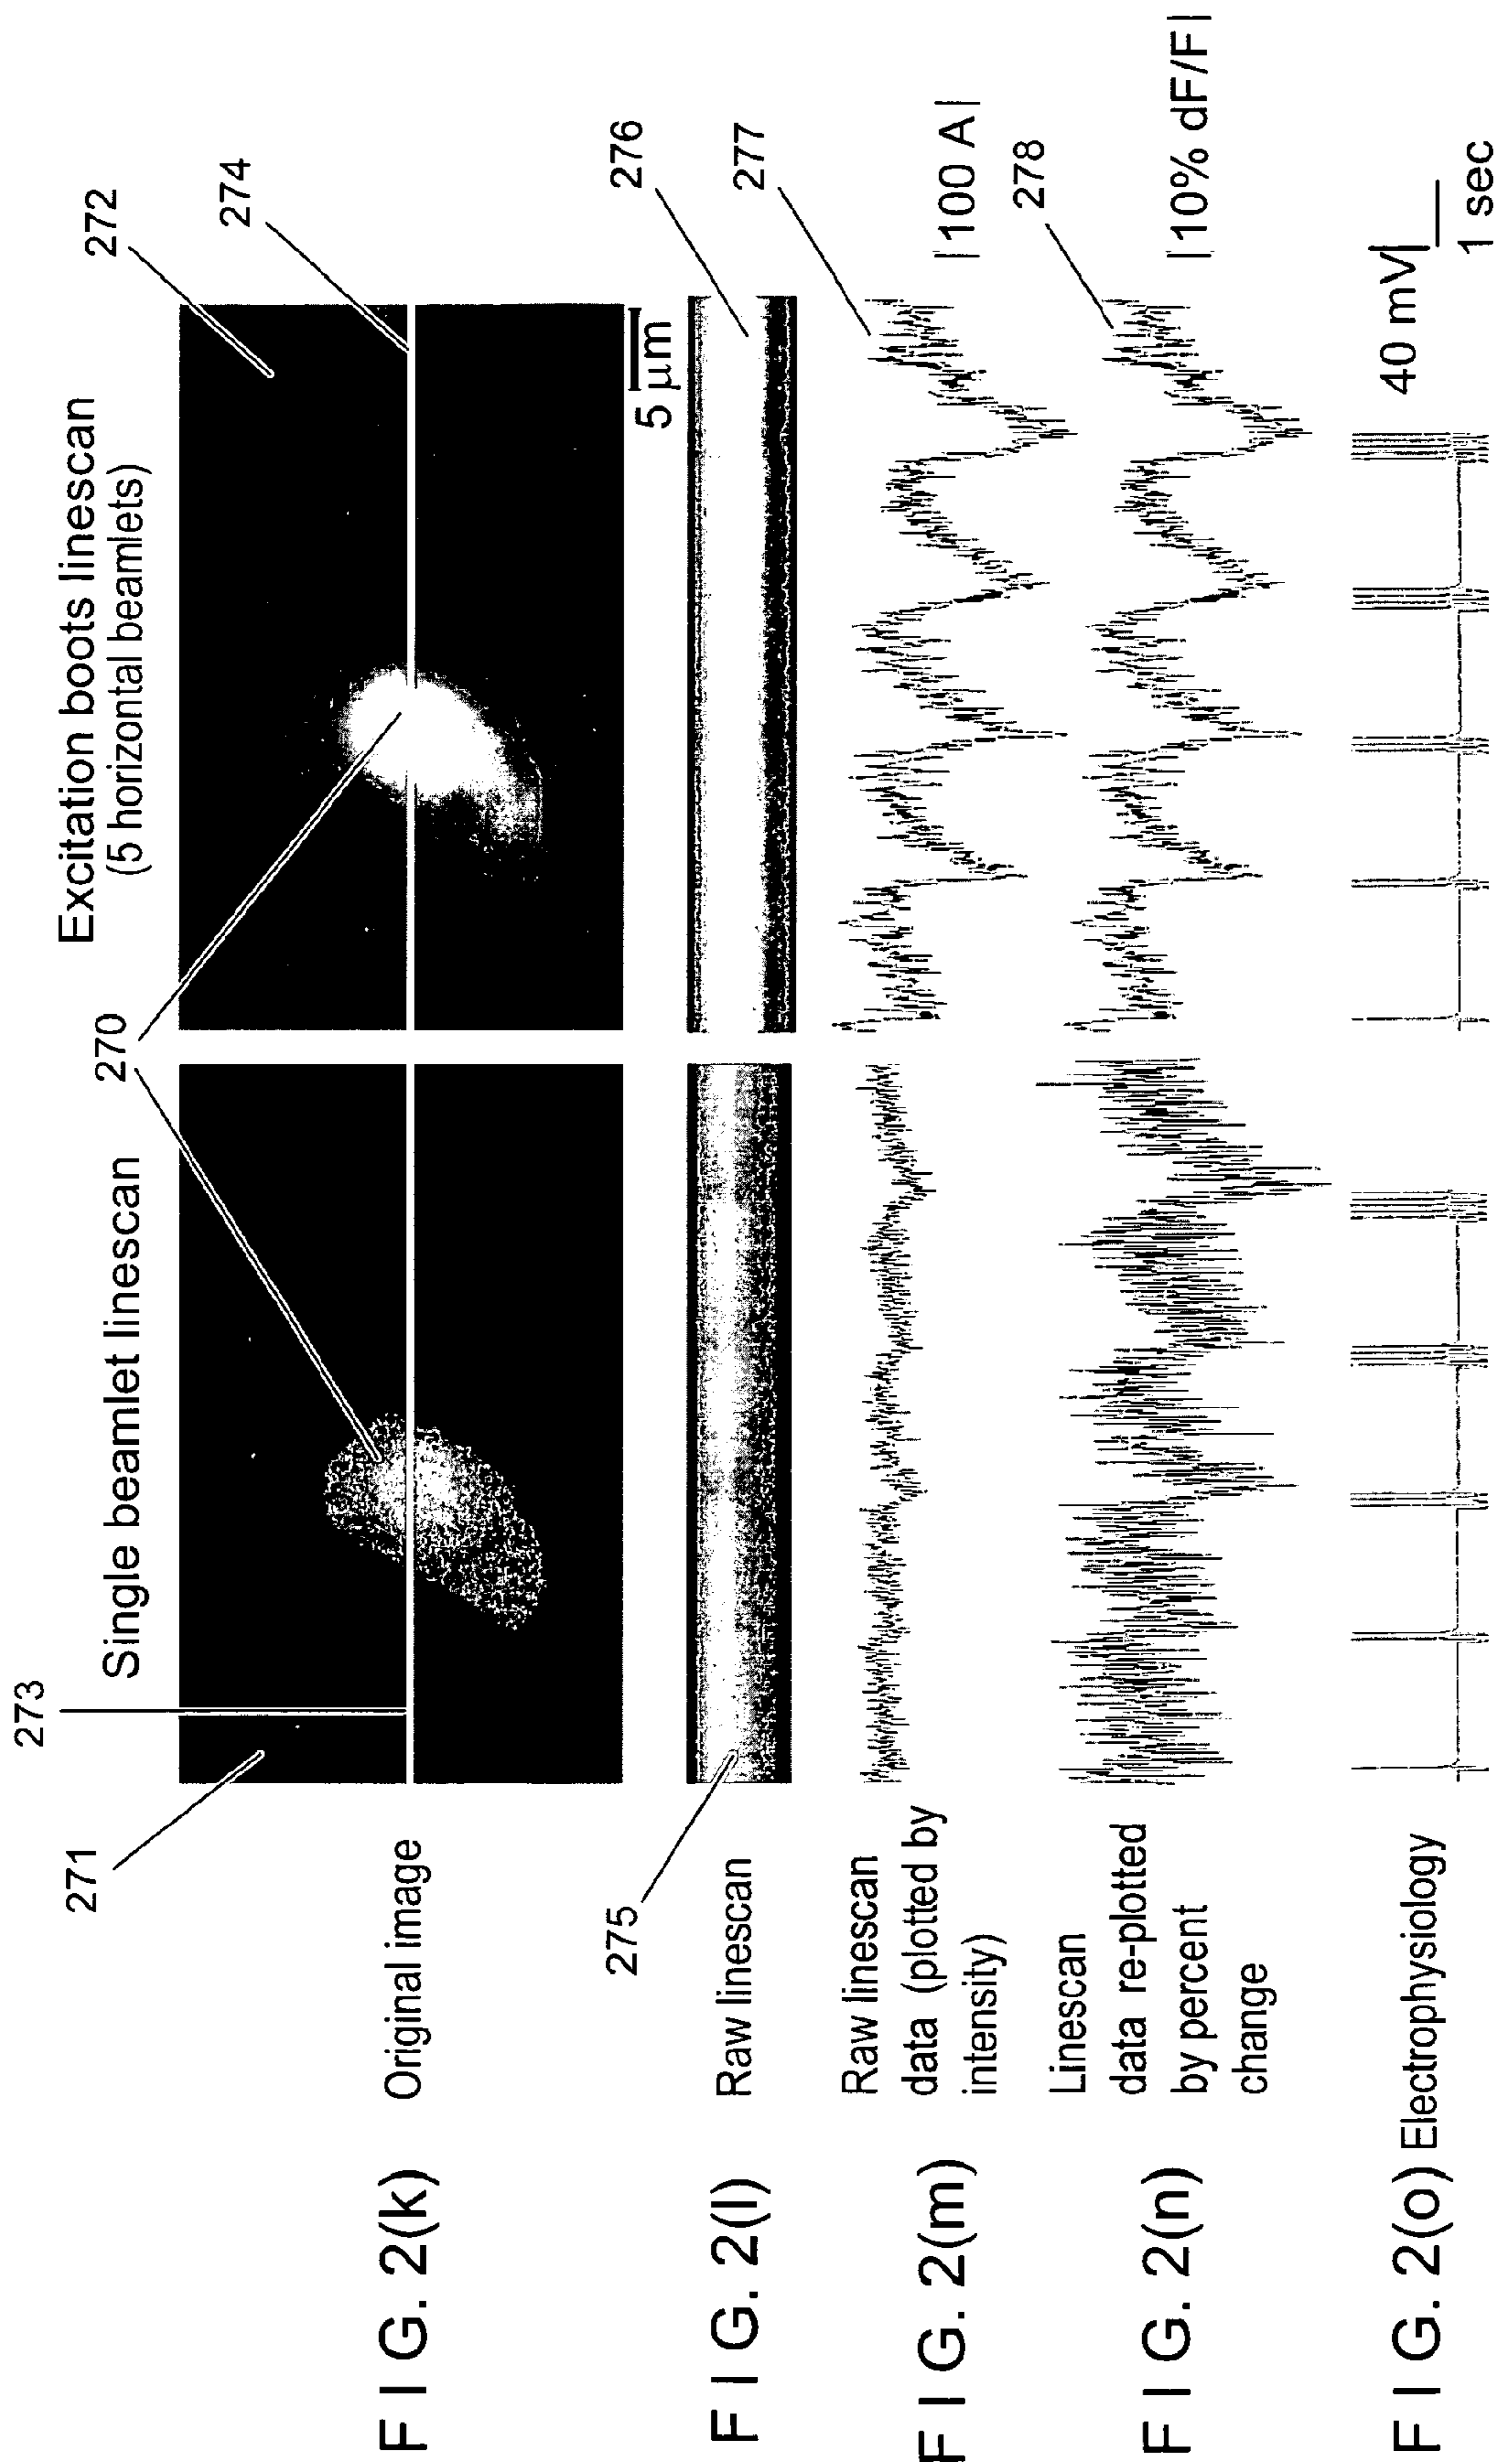 Single beamlet linescan
Excitation boots linescan
(5 horizontal beamlets)
271
273
270
272
274
F I G. 2(k)
Original image
5 μm
275
276
F I G. 2(l)
Raw linescan
277
F I G. 2(m)
Raw linescan
data (plotted by
intensity)
|100 A|
278
F I G. 2(n)
Linescan
data re-plotted
by percent
change
|10% dF/F|
F I G. 2(o)
Electrophysiology
40 mV|
1 sec